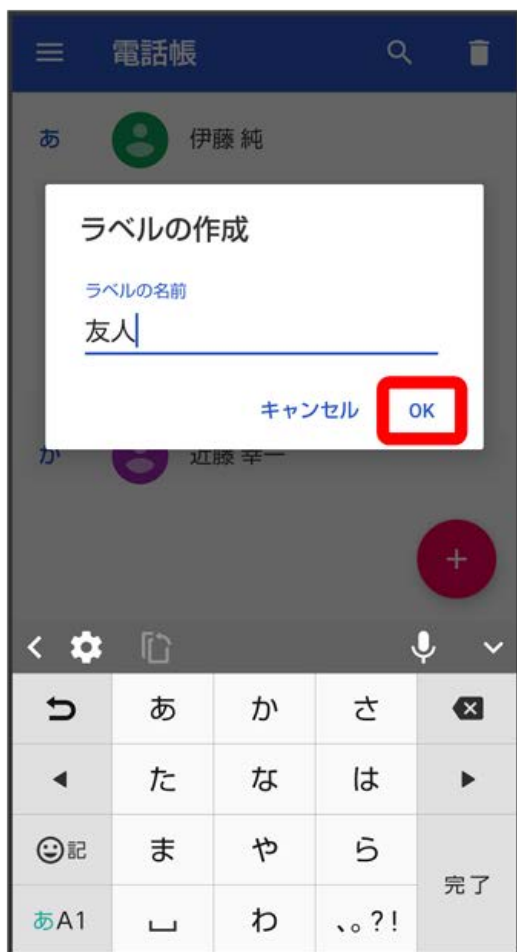 電話帳
あ 伊藤 純
ラベルの作成
ラベルの名前
友人
キャンセル OK
か 近藤 幸一
あ か さ
た な は
記 ま や ら
完了
あA1 わ 、。?!